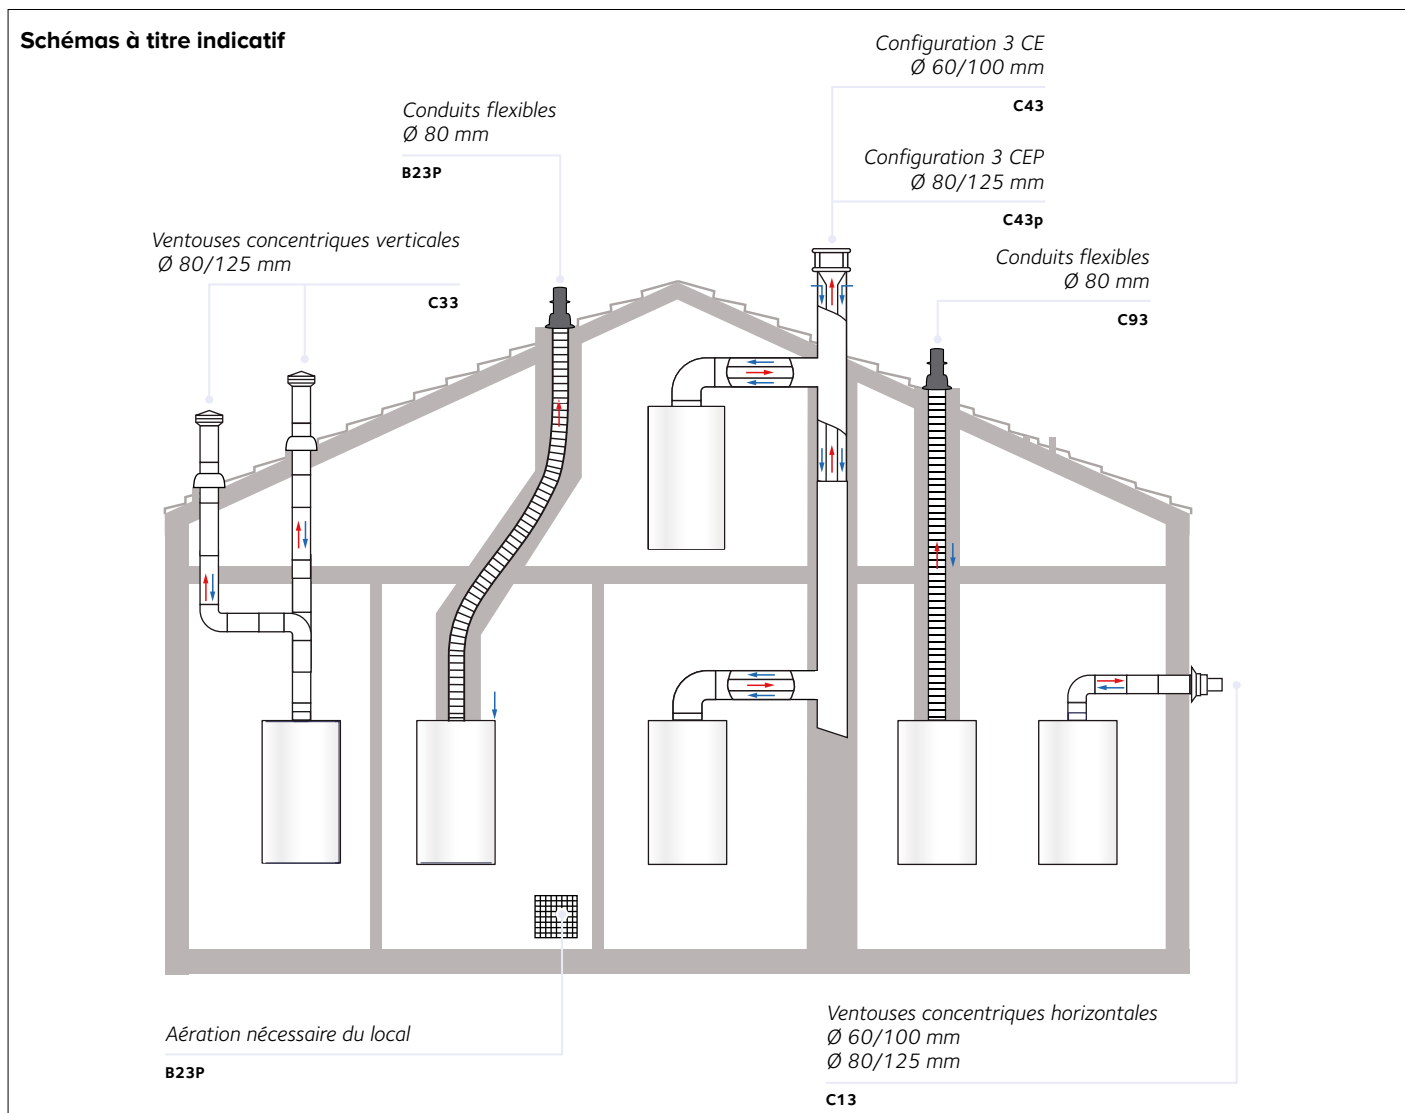 Schémas à titre indicatif
Configuration 3 CE
Ø 60/100 mm
C43
Conduits flexibles
Ø 80 mm
B23P
Configuration 3 CEP
Ø 80/125 mm
C43p
Ventouses concentriques verticales
Ø 80/125 mm
C33
Conduits flexibles
Ø 80 mm
C93
Aération nécessaire du local
B23P
Ventouses concentriques horizontales
Ø 60/100 mm
Ø 80/125 mm
C13